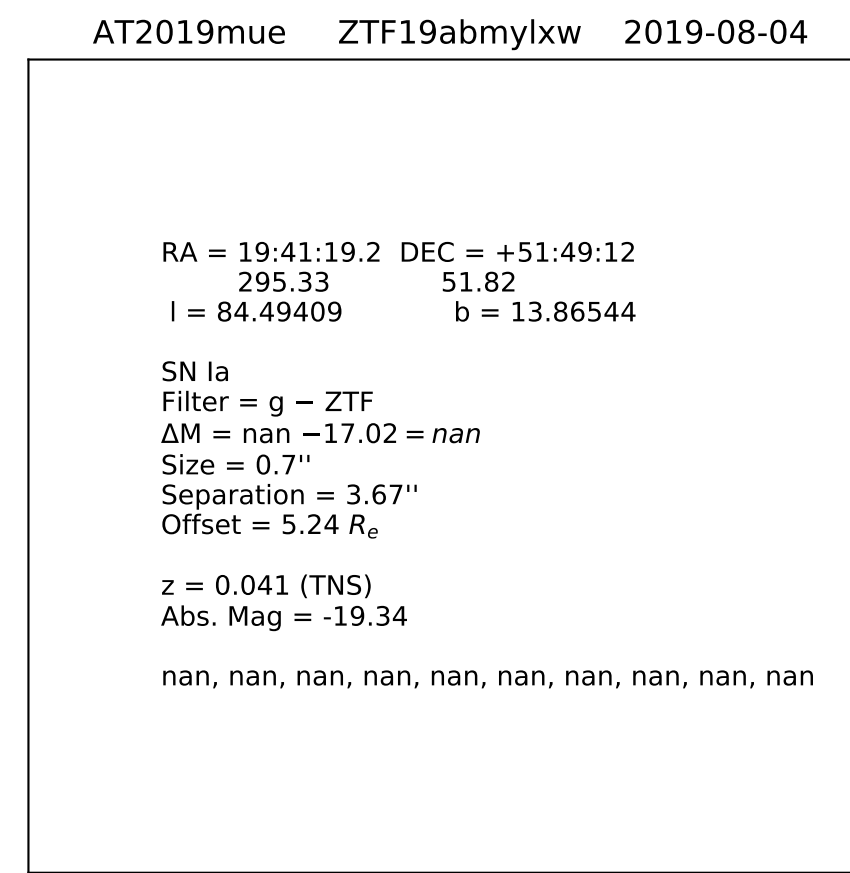 AT2019mue ZTF19abmylxw 2019-08-04
RA = 19:41:19.2 DEC = +51:49:12
295.33 51.82
l = 84.49409 b = 13.86544
SN Ia
Filter = g − ZTF
ΔM = nan −17.02 = nan
Size = 0.7''
Separation = 3.67''
Offset = 5.24 Rₑ
z = 0.041 (TNS)
Abs. Mag = -19.34
nan, nan, nan, nan, nan, nan, nan, nan, nan, nan